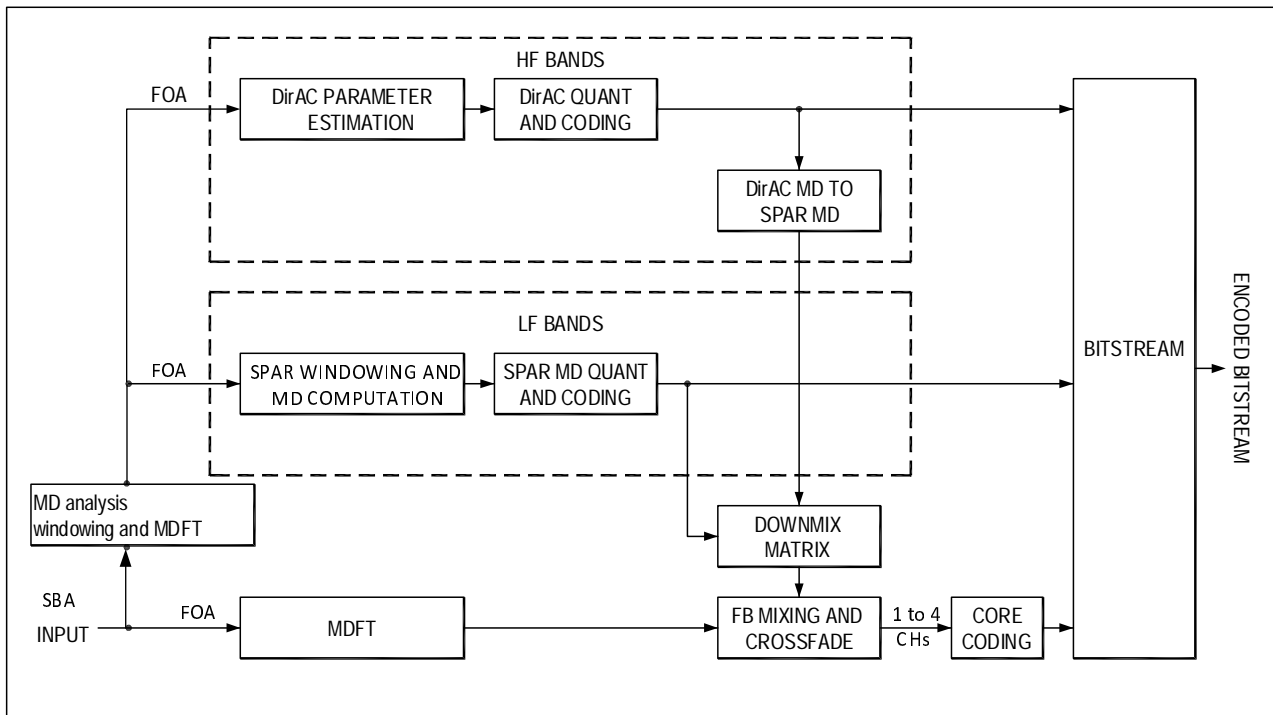 HF BANDS
FOA
DirAC PARAMETER
ESTIMATION
DirAC QUANT
AND CODING
DirAC MD TO
SPAR MD
LF BANDS
FOA
SPAR WINDOWING AND
MD COMPUTATION
SPAR MD QUANT
AND CODING
BITSTREAM
ENCODED BITSTREAM
MD analysis
windowing and MDFT
DOWNMIX
MATRIX
SBA
INPUT
FOA
MDFT
FB MIXING AND
CROSSFADE
1 to 4
CHs
CORE
CODING